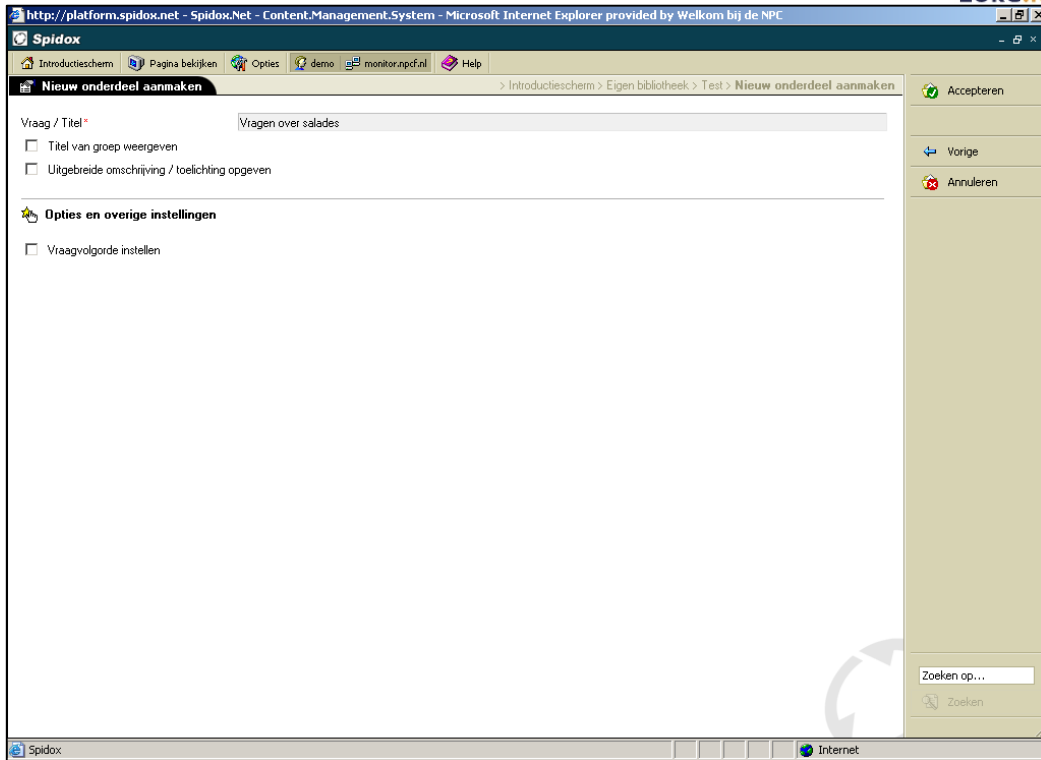 http://platform.spidox.net - Spidox.Net - Content.Management.System - Microsoft Internet Explorer provided by Welkom bij de NPC
Spidox
Introductiescherm Pagina bekijken Opties demo monitor.npcf.nl Help
Nieuw onderdeel aanmaken > Introductiescherm > Eigen bibliotheek > Test > Nieuw onderdeel aanmaken
Accepteren
Vraag / Titel* Vragen over salades
Titel van groep weergeven
Vorige
Uitgebreide omschrijving / toelichting opgeven
Annuleren
Opties en overige instellingen
Vraagvolgorde instellen
Zoeken op...
Zoeken
Spidox Internet